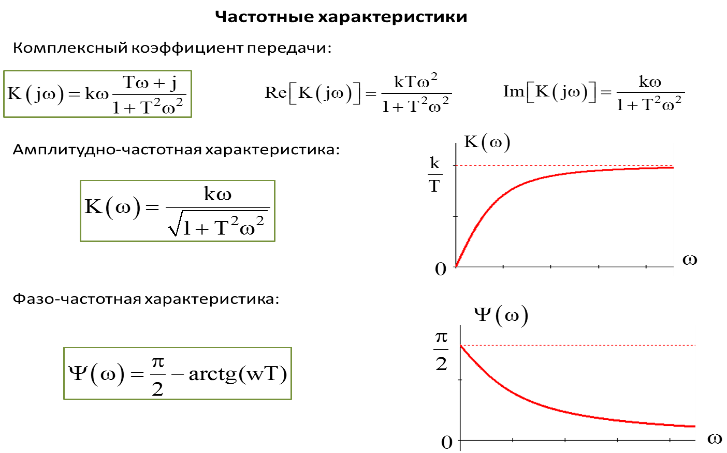 Частотные характеристики
Комплексный коэффициент передачи:
K(jω) = kω (Tω + j)/(1 + T²ω²)   Re[K(jω)] = kTω²/(1 + T²ω²)   Im[K(jω)] = kω/(1 + T²ω²)
Амплитудно-частотная характеристика:
K(ω)
k/T
K(ω) = kω/√(1 + T²ω²)
0
ω
Фазо-частотная характеристика:
Ψ(ω)
π/2
Ψ(ω) = π/2 − arctg(wT)
0
ω